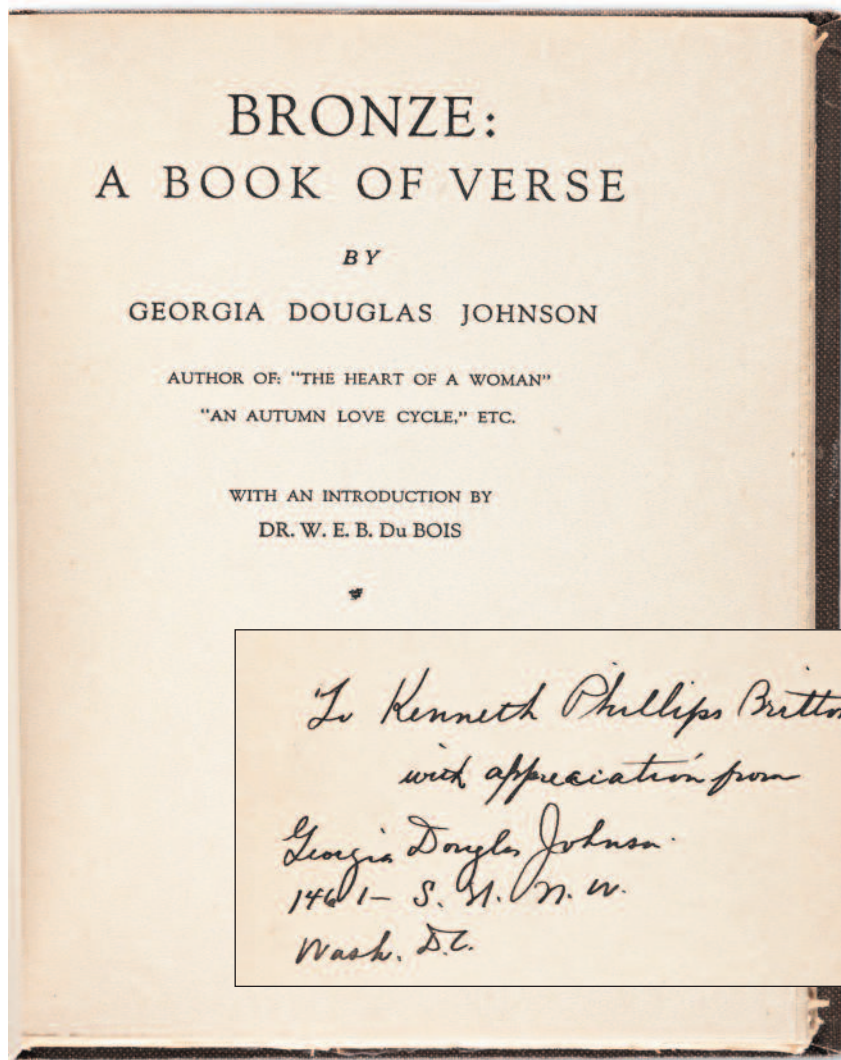 BRONZE:
A BOOK OF VERSE
BY
GEORGIA DOUGLAS JOHNSON
AUTHOR OF: "THE HEART OF A WOMAN"
"AN AUTUMN LOVE CYCLE," ETC.
WITH AN INTRODUCTION BY
DR. W. E. B. Du BOIS
To Kenneth Phillips
with appreciation from
Georgia Douglas Johnson.
1461 – S. St. N. W.
Wash. D.C.